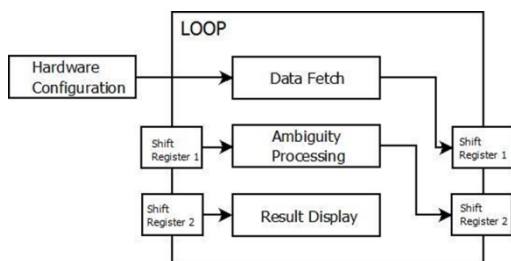 LOOP
Hardware
Configuration
Data Fetch
Shift
Register 1
Ambiguity
Processing
Shift
Register 1
Shift
Register 2
Result Display
Shift
Register 2